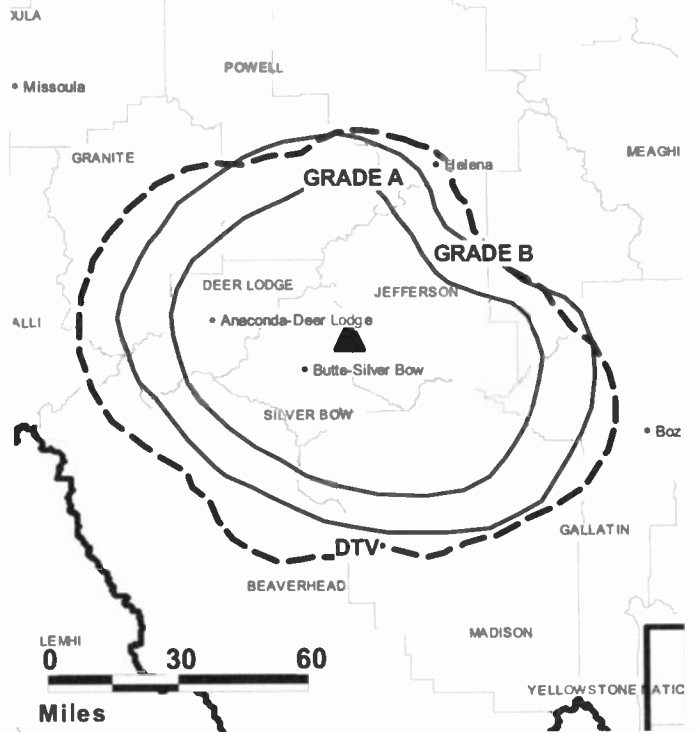 POWELL
Missoula
GRANITE
Helena
MEAGHI
GRADE A
GRADE B
DEER LODGE
JEFFERSON
ALLI
Anaconda-Deer Lodge
Butte-Silver Bow
SILVER BOW
Boz
GALLATIN
DTV
BEAVERHEAD
MADISON
LEMHI
0 30 60
YELLOWSTONE NATIC
Miles